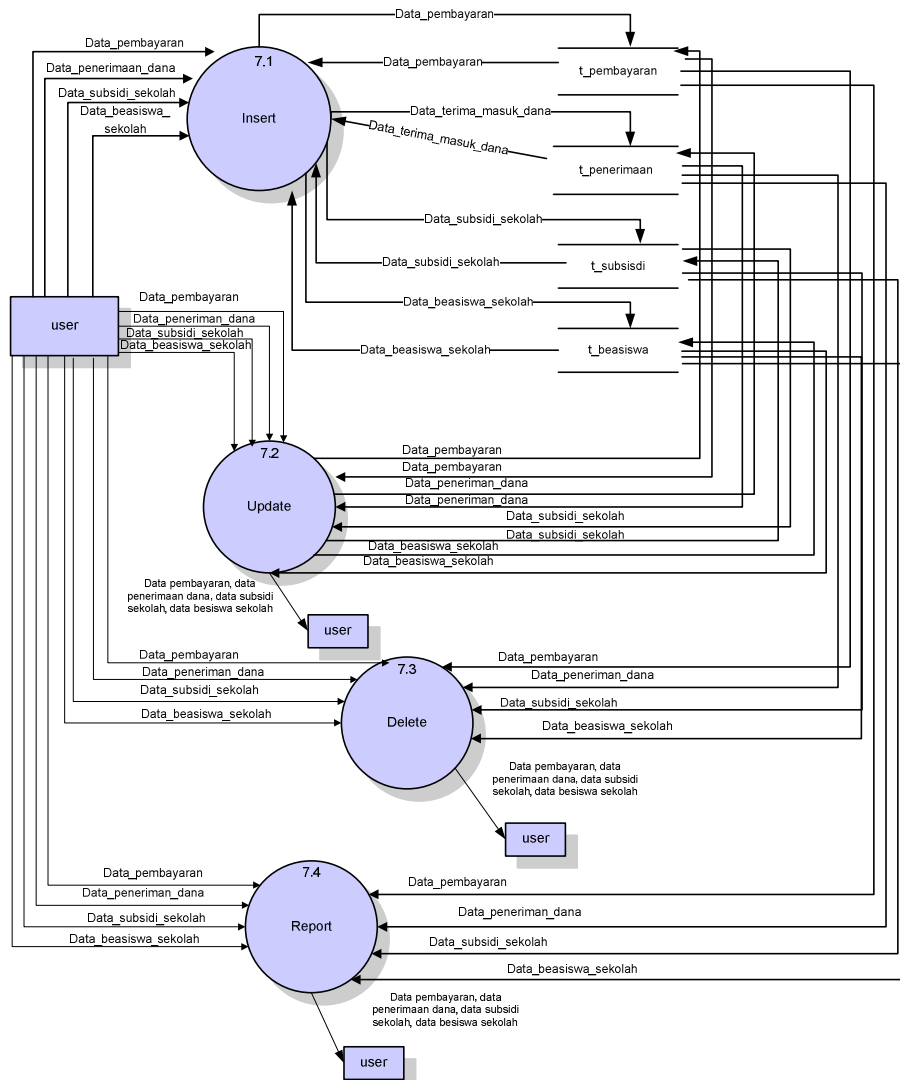 Data_pembayaran
Data_pembayaran
7.1
Data_pembayaran
t_pembayaran
Data_penerimaan_dana
Data_subsidi_sekolah
Data_beasiswa_
sekolah
Insert
Data_terima_masuk_dana
Data_terima_masuk_dana
t_penerimaan
Data_subsidi_sekolah
Data_subsidi_sekolah
t_subsisdi
Data_pembayaran
Data_beasiswa_sekolah
user
Data_peneriman_dana
Data_subsidi_sekolah
Data_beasiswa_sekolah
Data_beasiswa_sekolah
t_beasiswa
7.2
Update
Data_pembayaran
Data_pembayaran
Data_peneriman_dana
Data_peneriman_dana
Data_subsidi_sekolah
Data_subsidi_sekolah
Data_beasiswa_sekolah
Data_beasiswa_sekolah
Data pembayaran, data
penerimaan dana, data subsidi
sekolah, data besiswa sekolah
user
Data_pembayaran
Data_peneriman_dana
Data_subsidi_sekolah
Data_beasiswa_sekolah
7.3
Delete
Data_pembayaran
Data_peneriman_dana
Data_subsidi_sekolah
Data_beasiswa_sekolah
Data pembayaran, data
penerimaan dana, data subsidi
sekolah, data besiswa sekolah
user
Data_pembayaran
Data_peneriman_dana
Data_subsidi_sekolah
Data_beasiswa_sekolah
7.4
Report
Data_pembayaran
Data_peneriman_dana
Data_subsidi_sekolah
Data_beasiswa_sekolah
Data pembayaran, data
penerimaan dana, data subsidi
sekolah, data besiswa sekolah
user